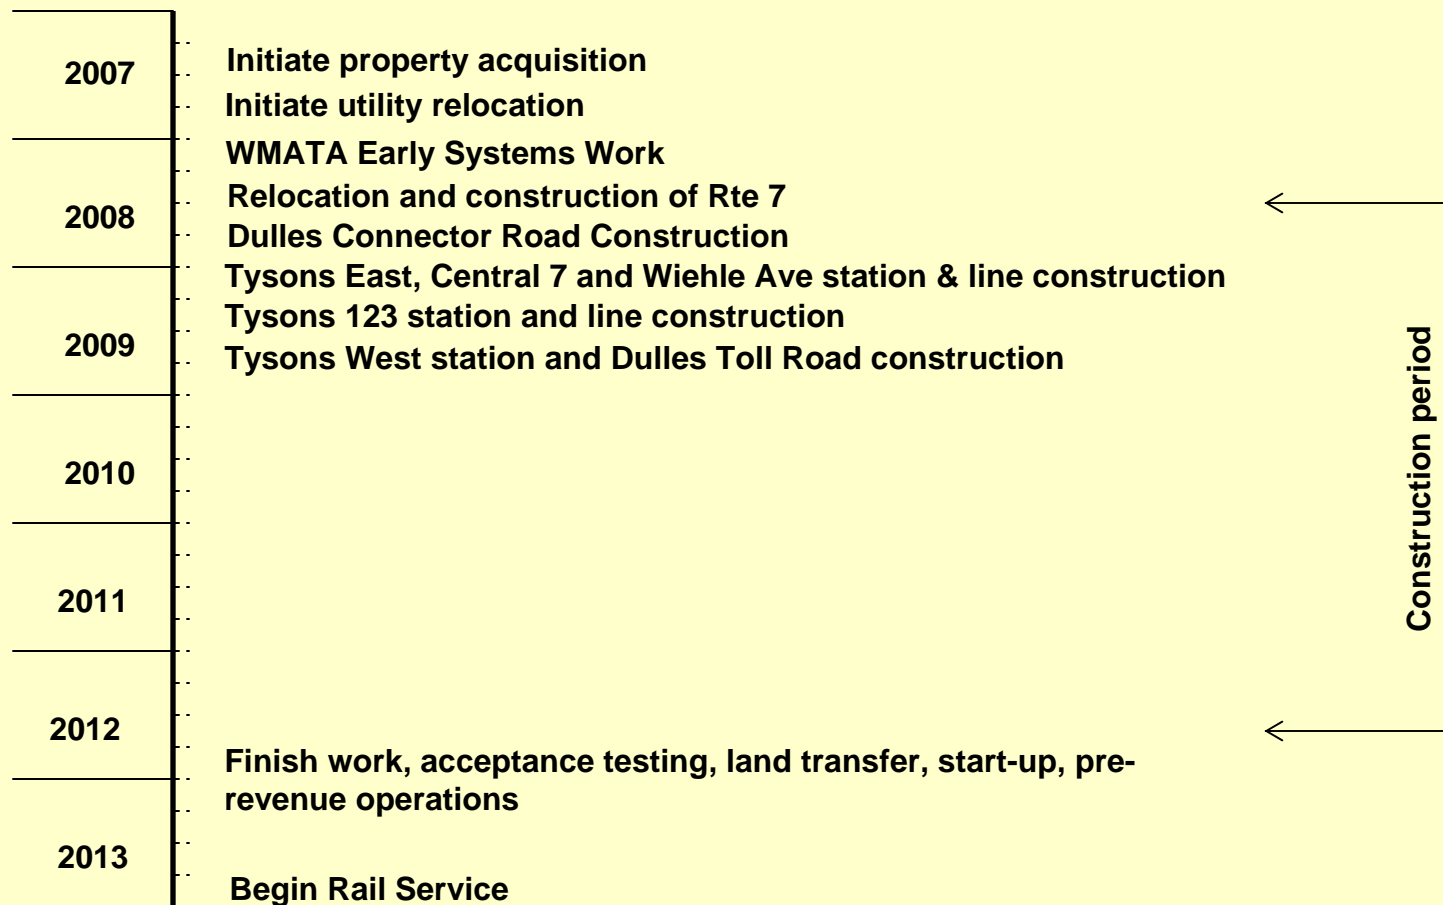 2007
Initiate property acquisition
Initiate utility relocation
WMATA Early Systems Work
2008
Relocation and construction of Rte 7
Dulles Connector Road Construction
Tysons East, Central 7 and Wiehle Ave station & line construction
Tysons 123 station and line construction
2009
Tysons West station and Dulles Toll Road construction
2010
2011
2012
Finish work, acceptance testing, land transfer, start-up, pre-
revenue operations
2013
Begin Rail Service
Construction period